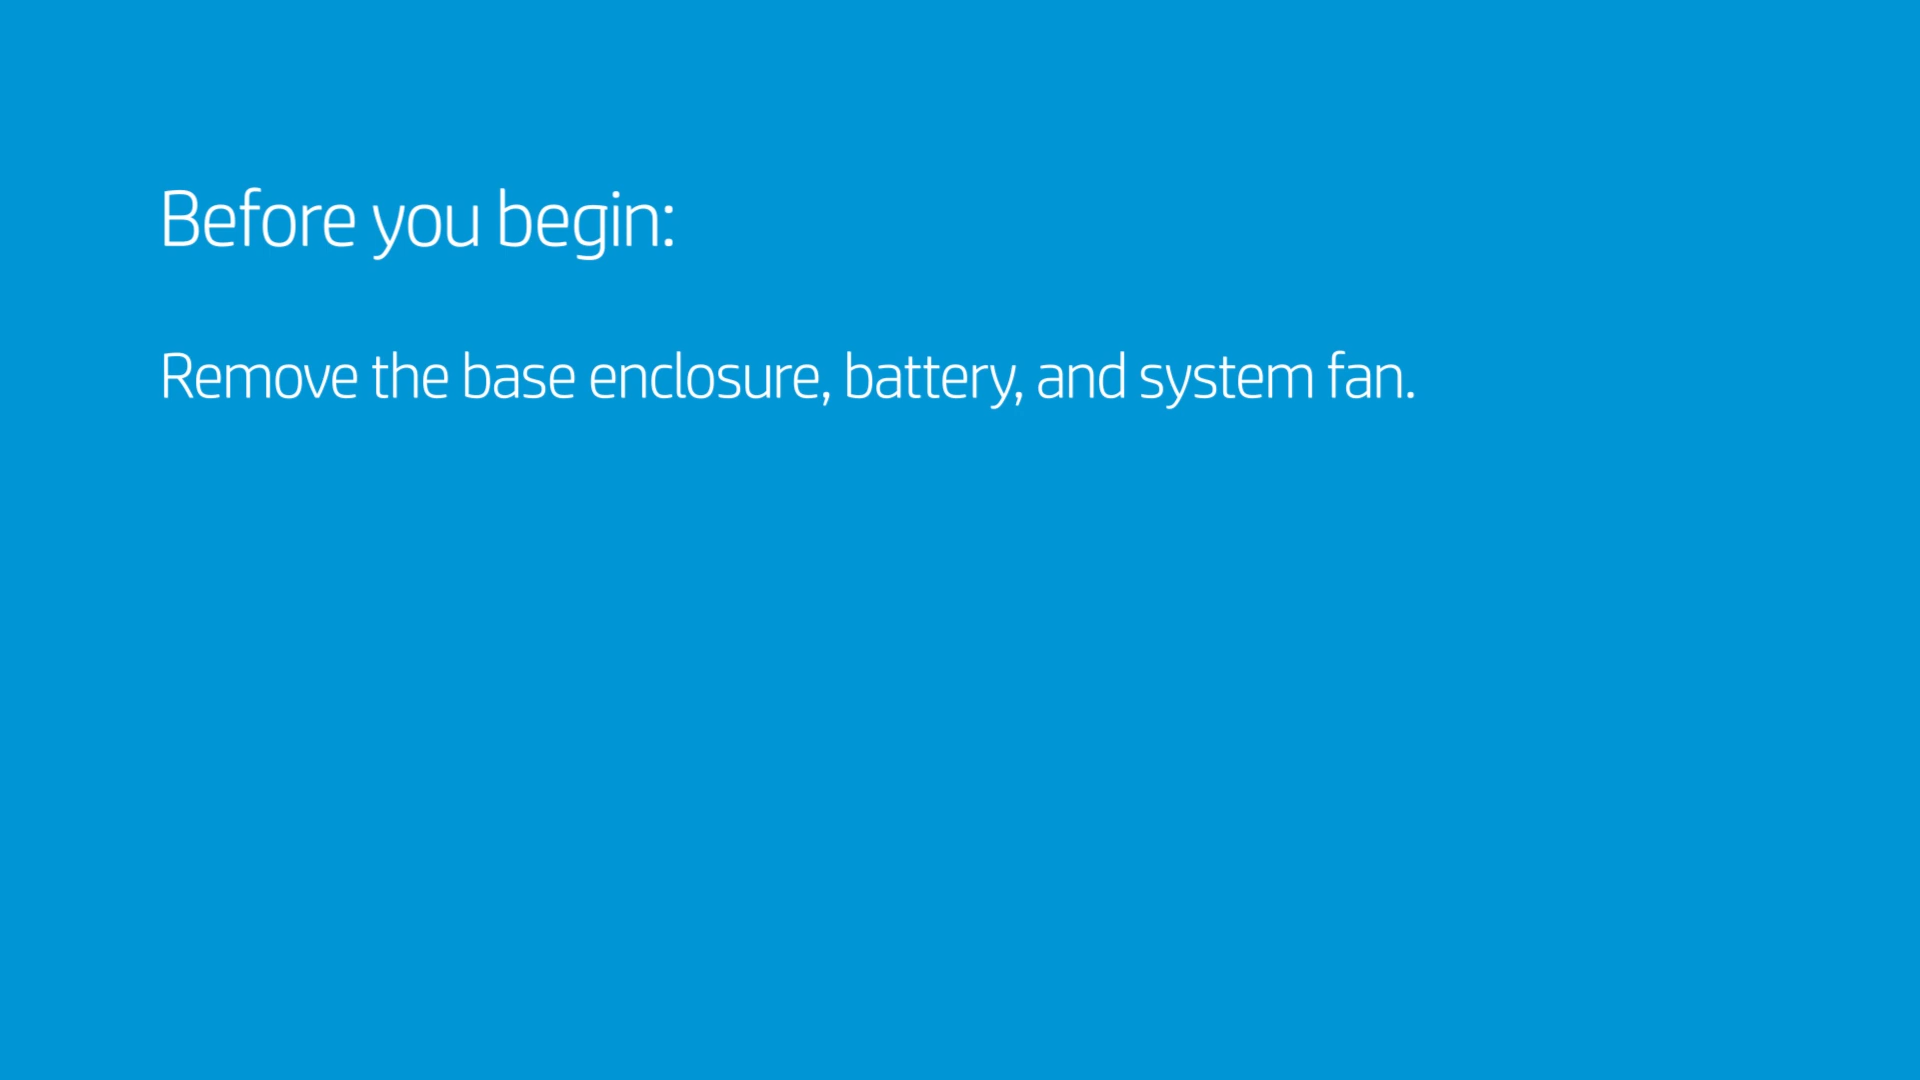 Before you begin:
Remove the base enclosure, battery, and system fan.